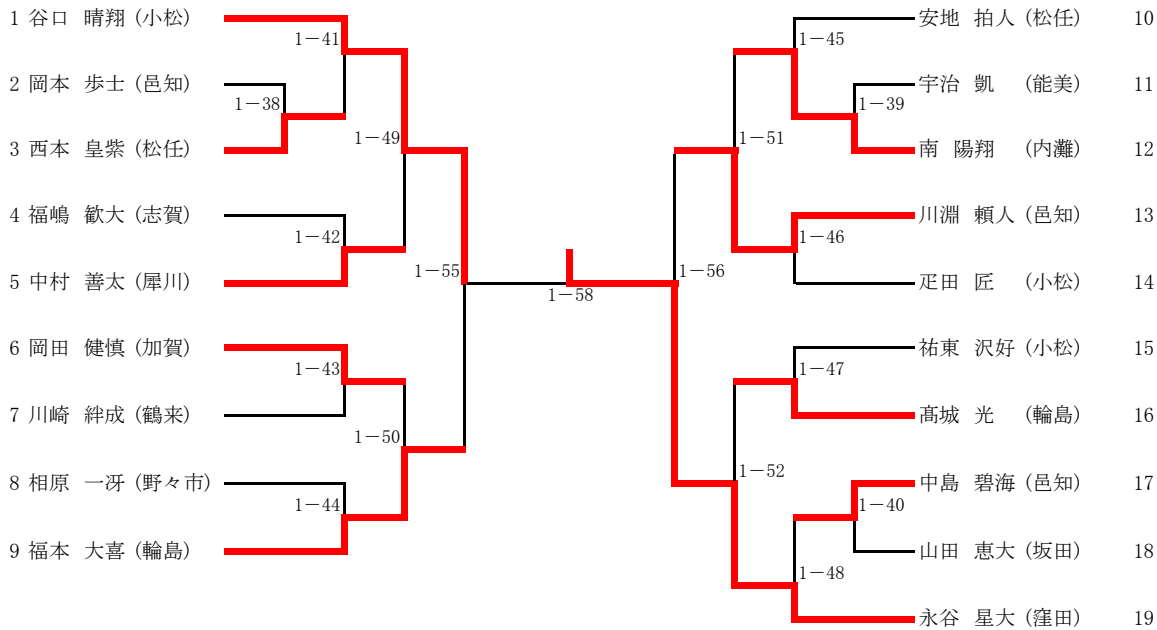 1 谷口 晴翔 (小松)
2 岡本 歩士 (邑知)
3 西本 皇紫 (松任)
4 福嶋 歓大 (志賀)
5 中村 善太 (犀川)
6 岡田 健慎 (加賀)
7 川崎 絆成 (鶴来)
8 相原 一冴 (野々市)
9 福本 大喜 (輪島)
1－41
1－38
1－49
1－42
1－55
1－43
1－50
1－44
1－58
1－45
1－39
1－51
1－46
1－56
1－47
1－52
1－40
1－48
安地 拍人 (松任) 10
宇治 凱 (能美) 11
南 陽翔 (内灘) 12
川淵 頼人 (邑知) 13
疋田 匠 (小松) 14
祐東 沢好 (小松) 15
髙城 光 (輪島) 16
中島 碧海 (邑知) 17
山田 恵大 (坂田) 18
永谷 星大 (窪田) 19